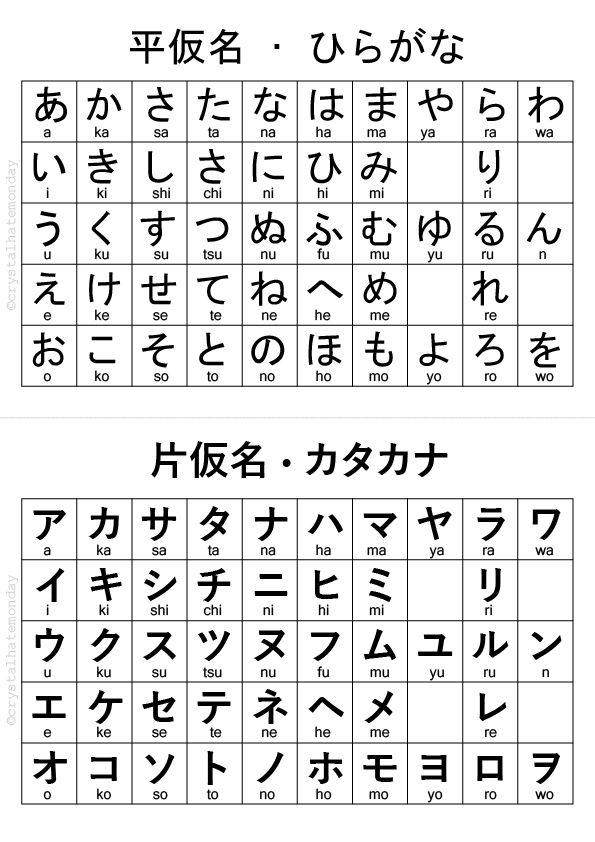 平仮名 · ひらがな
あ か さ た な は ま や ら わ
a ka sa ta na ha ma ya ra wa
い き し さ に ひ み り
i ki shi chi ni hi mi ri
う く す つ ぬ ふ む ゆ る ん
u ku su tsu nu fu mu yu ru n
え け せ て ね へ め れ
e ke se te ne he me re
お こ そ と の ほ も よ ろ を
o ko so to no ho mo yo ro wo
©crystalhatemonday
片仮名・カタカナ
ア カ サ タ ナ ハ マ ヤ ラ ワ
a ka sa ta na ha ma ya ra wa
イ キ シ チ ニ ヒ ミ リ
i ki shi chi ni hi mi ri
ウ ク ス ツ ヌ フ ム ユ ル ン
u ku su tsu nu fu mu yu ru n
エ ケ セ テ ネ ヘ メ レ
e ke se te ne he me re
オ コ ソ ト ノ ホ モ ヨ ロ ヲ
o ko so to no ho mo yo ro wo
©crystalhatemonday